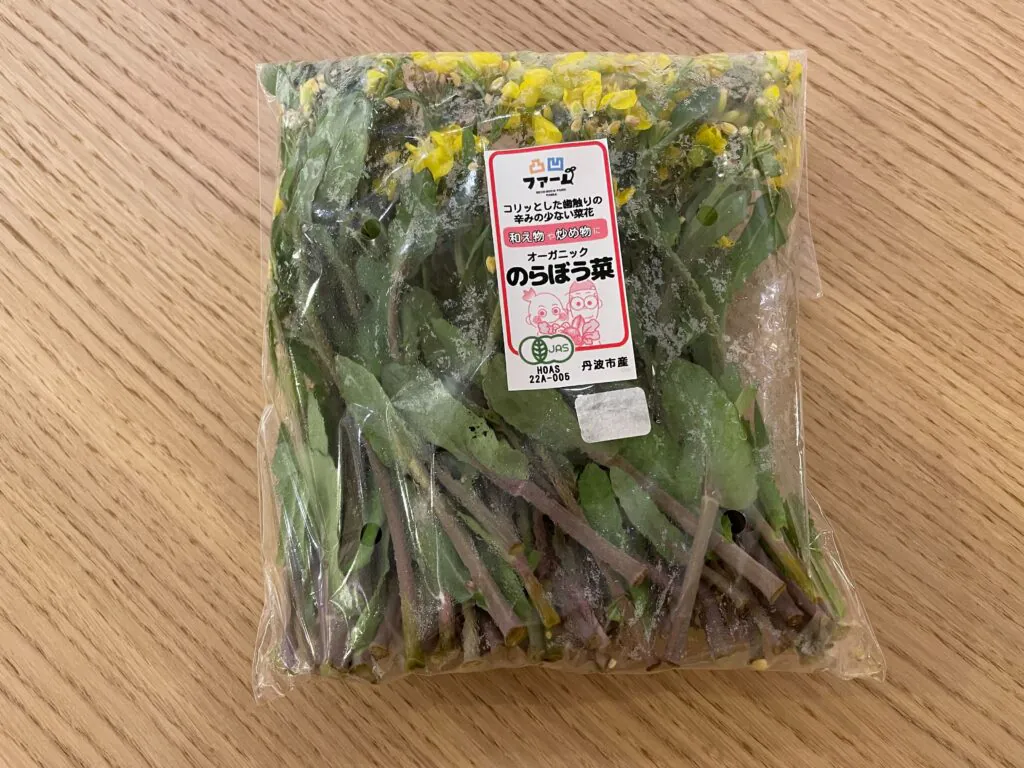 凸凹
ファーム
コリッとした歯触りの
辛みの少ない菜花
和え物や炒め物に
オーガニック
のらぼう菜
JAS
HOAS
22A-005
丹波市産